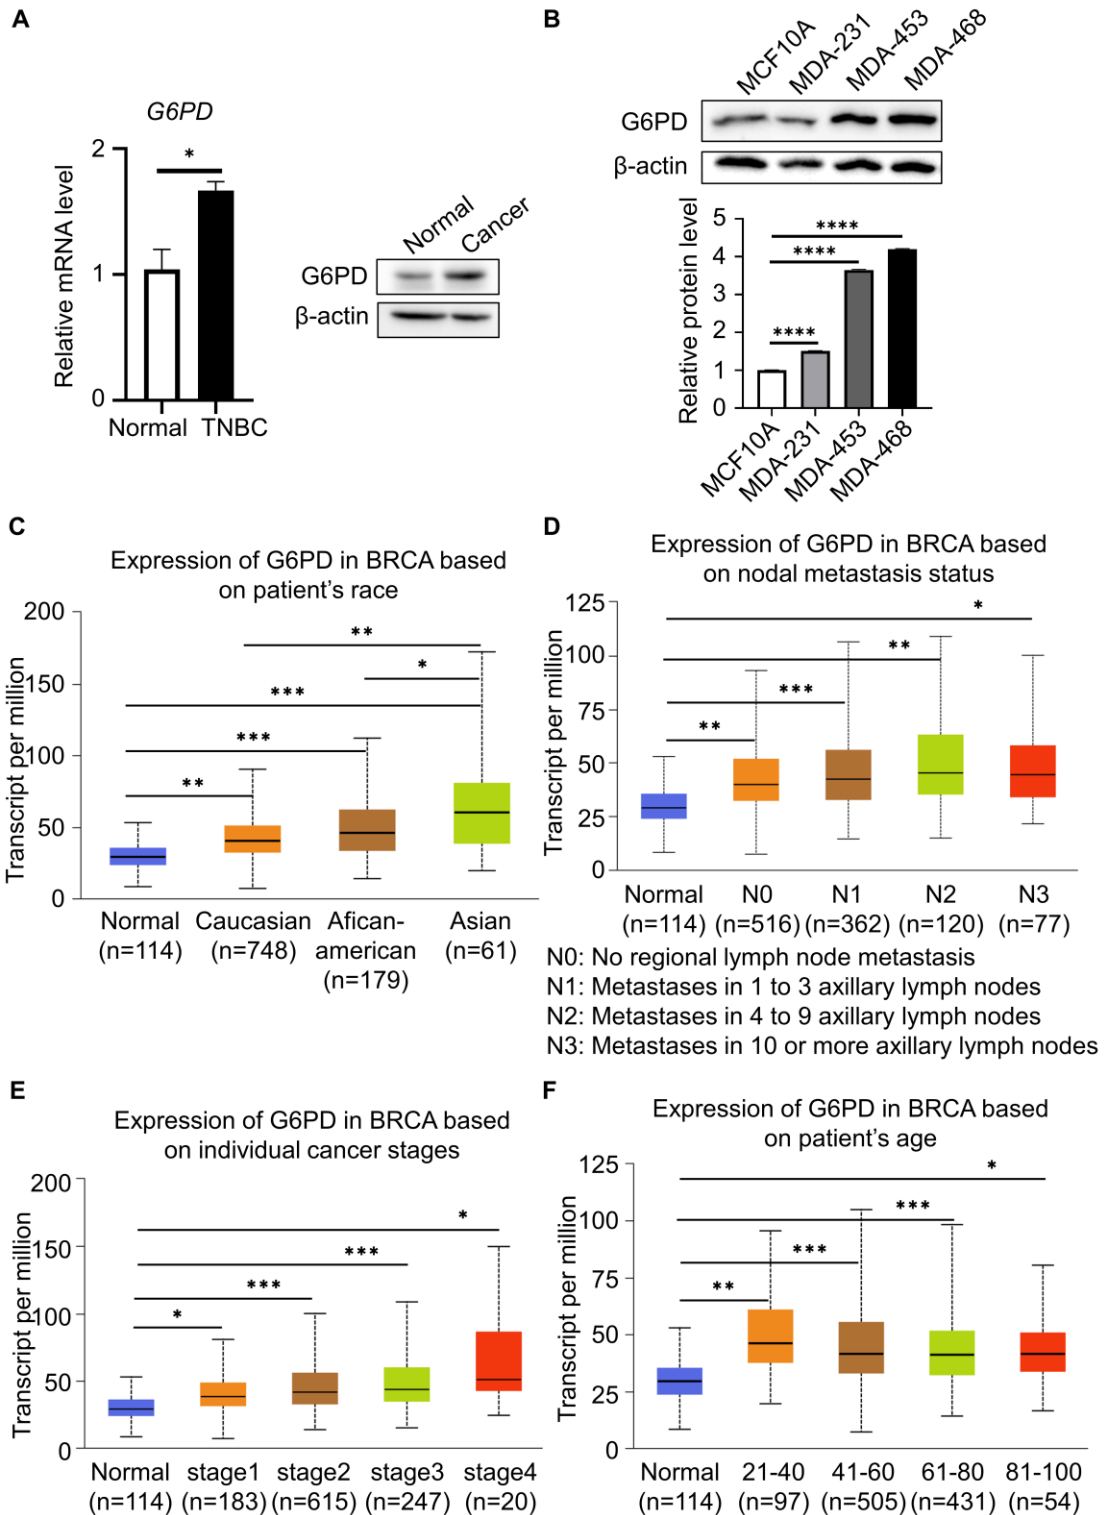 A
G6PD
Relative mRNA level
2
1
0
*
Normal TNBC
Normal
Cancer
G6PD
β-actin
B
MCF10A
MDA-231
MDA-453
MDA-468
G6PD
β-actin
Relative protein level
5
4
3
2
1
0
****
****
****
MCF10A
MDA-231
MDA-453
MDA-468
C
Expression of G6PD in BRCA based
on patient's race
Transcript per million
200
150
100
50
0
**
*
***
***
**
Normal
(n=114)
Caucasian
(n=748)
Afican-
american
(n=179)
Asian
(n=61)
D
Expression of G6PD in BRCA based
on nodal metastasis status
Transcript per million
125
100
75
50
25
0
*
**
***
**
Normal
(n=114)
N0
(n=516)
N1
(n=362)
N2
(n=120)
N3
(n=77)
N0: No regional lymph node metastasis
N1: Metastases in 1 to 3 axillary lymph nodes
N2: Metastases in 4 to 9 axillary lymph nodes
N3: Metastases in 10 or more axillary lymph nodes
E
Expression of G6PD in BRCA based
on individual cancer stages
Transcript per million
200
150
100
50
0
*
***
***
*
Normal
(n=114)
stage1
(n=183)
stage2
(n=615)
stage3
(n=247)
stage4
(n=20)
F
Expression of G6PD in BRCA based
on patient's age
Transcript per million
125
100
75
50
25
0
*
***
***
**
Normal
(n=114)
21-40
(n=97)
41-60
(n=505)
61-80
(n=431)
81-100
(n=54)